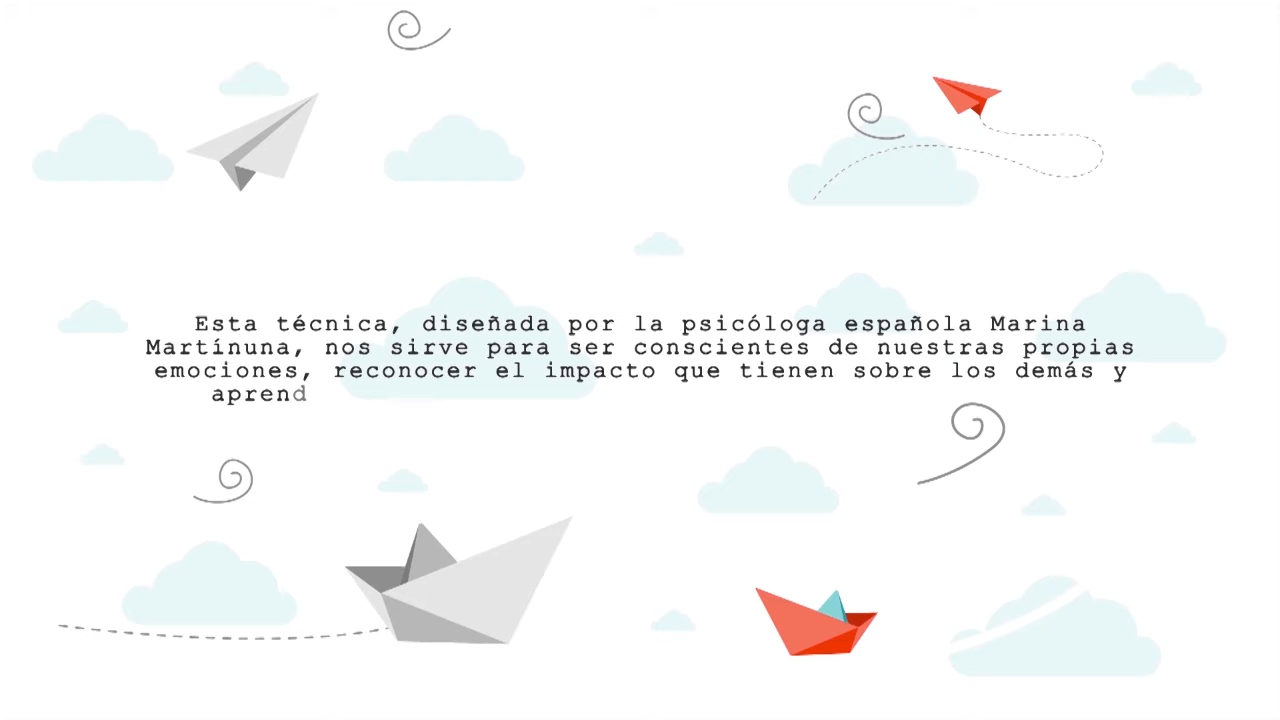 Esta técnica, diseñada por la psicóloga española Marina
Martínuna, nos sirve para ser conscientes de nuestras propias
emociones, reconocer el impacto que tienen sobre los demás y
aprend